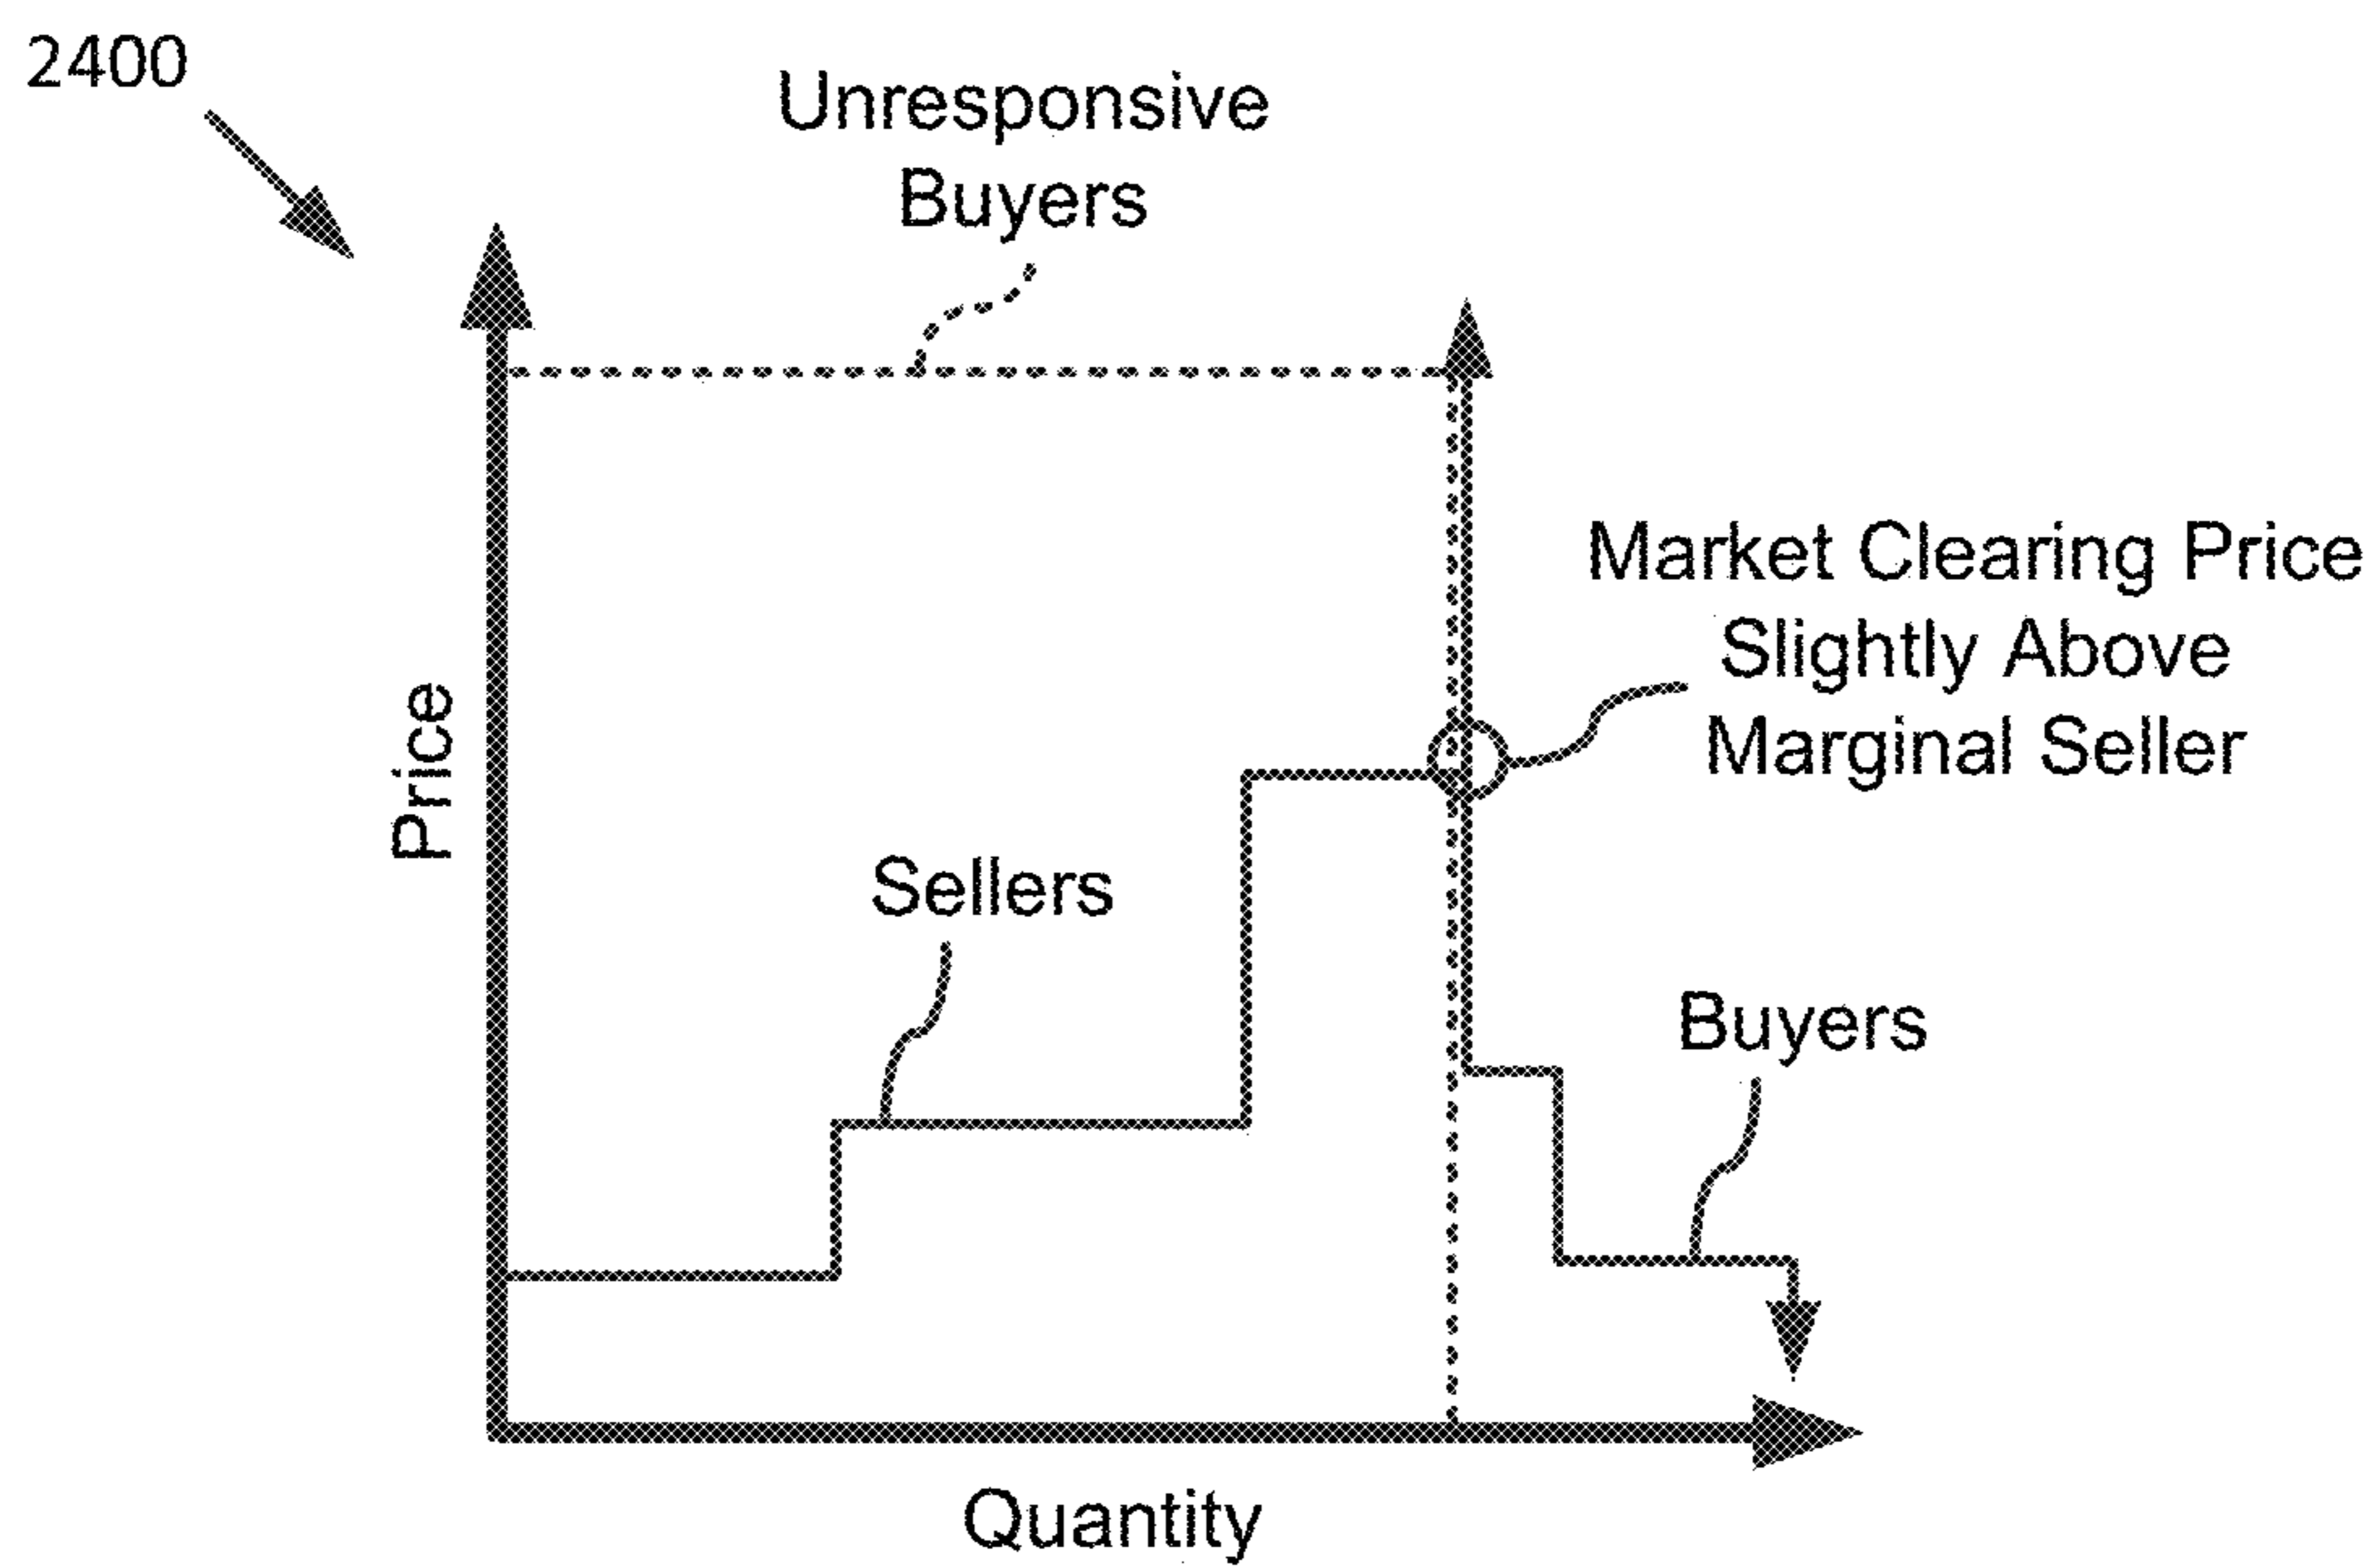 2400
Unresponsive
Buyers
Market Clearing Price
Slightly Above
Marginal Seller
Price
Sellers
Buyers
Quantity